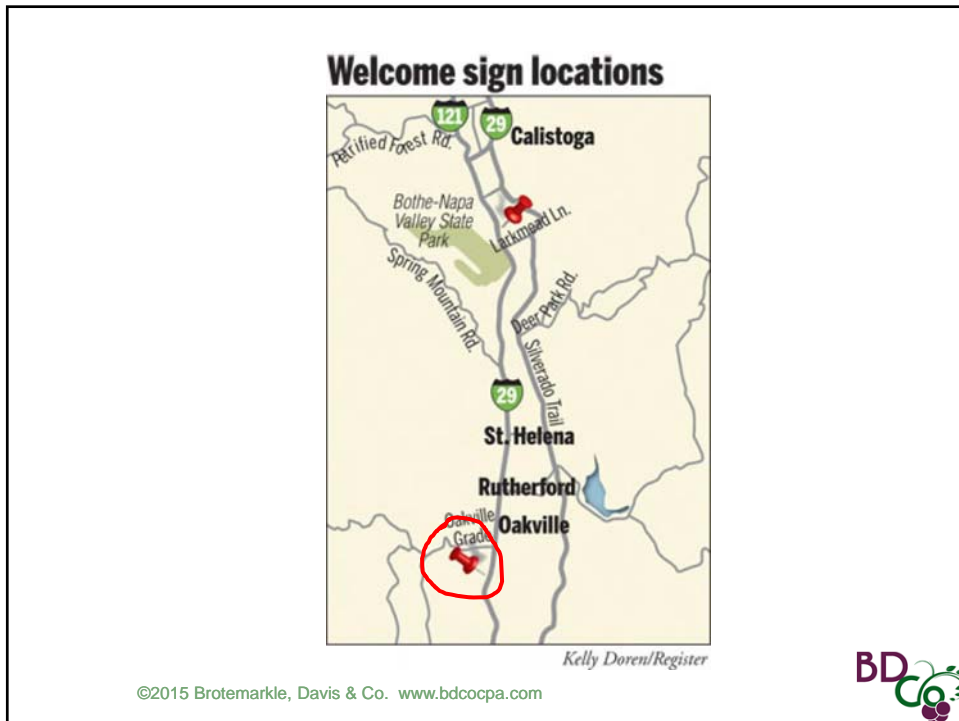 Welcome sign locations
121
29
Calistoga
Petrified Forest Rd.
Bothe-Napa
Valley State
Park
Larkmead Ln.
Spring Mountain Rd.
Deer Park Rd.
Silverado Trail
29
St. Helena
Rutherford
Oakville
Grade
Oakville
Kelly Doren/Register
©2015 Brotemarkle, Davis & Co. www.bdcocpa.com
BD
Co